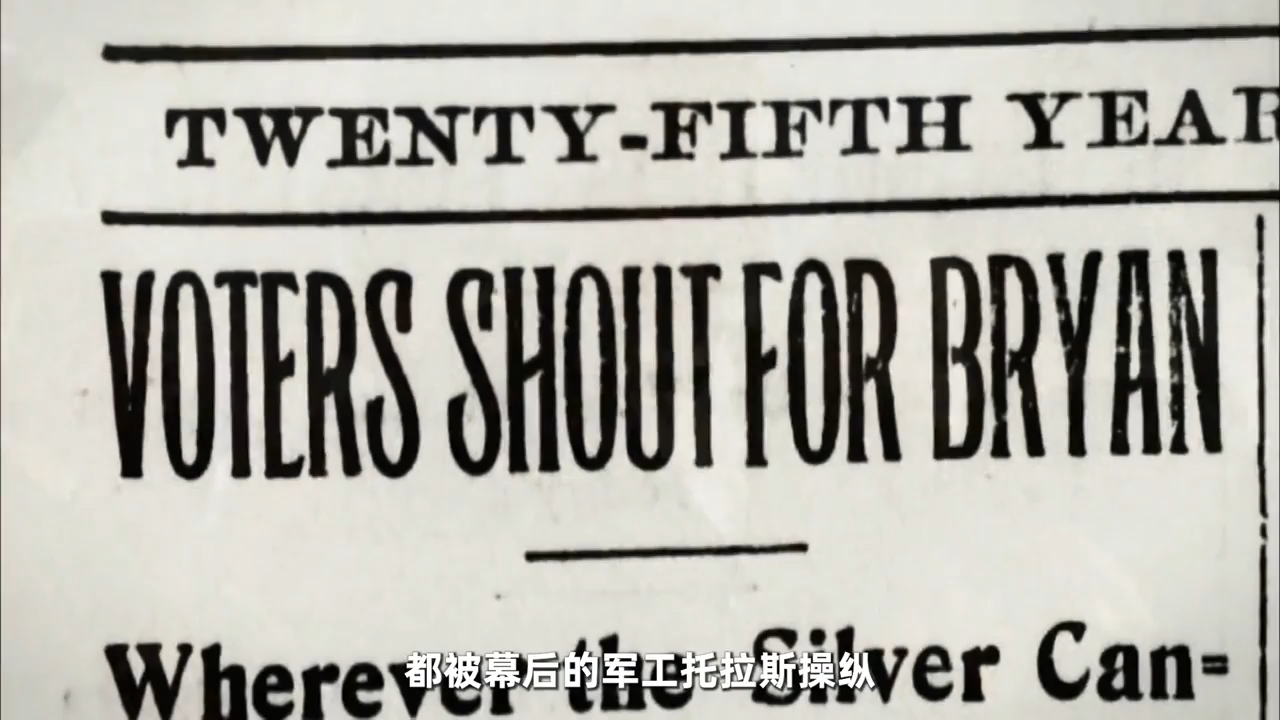 TWENTY-FIFTH YEAR
VOTERS SHOUT FOR BRYAN
Wherever the Silver Can=
都被幕后的军工托拉斯操纵